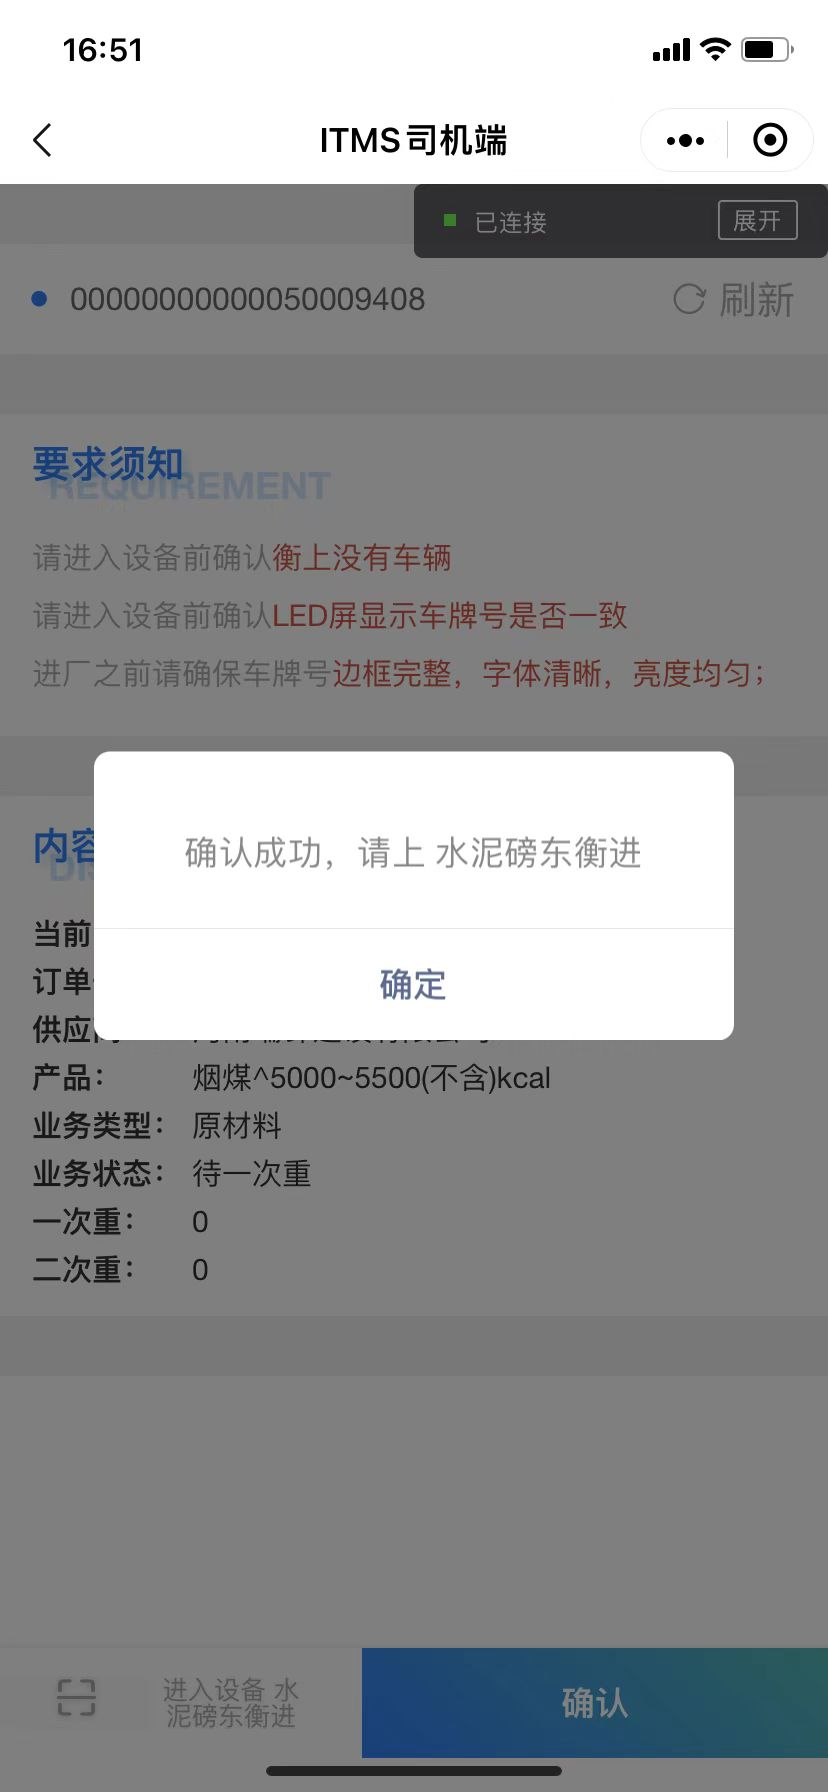 16:51
ITMS司机端
已连接
展开
00000000000050009408
刷新
要求须知
REQUIREMENT
请进入设备前确认衡上没有车辆
请进入设备前确认LED屏显示车牌号是否一致
进厂之前请确保车牌号边框完整，字体清晰，亮度均匀；
内容
确认成功，请上 水泥磅东衡进
确定
当前
订单
供应
产品： 烟煤^5000~5500(不含)kcal
业务类型： 原材料
业务状态： 待一次重
一次重： 0
二次重： 0
进入设备 水
泥磅东衡进
确认